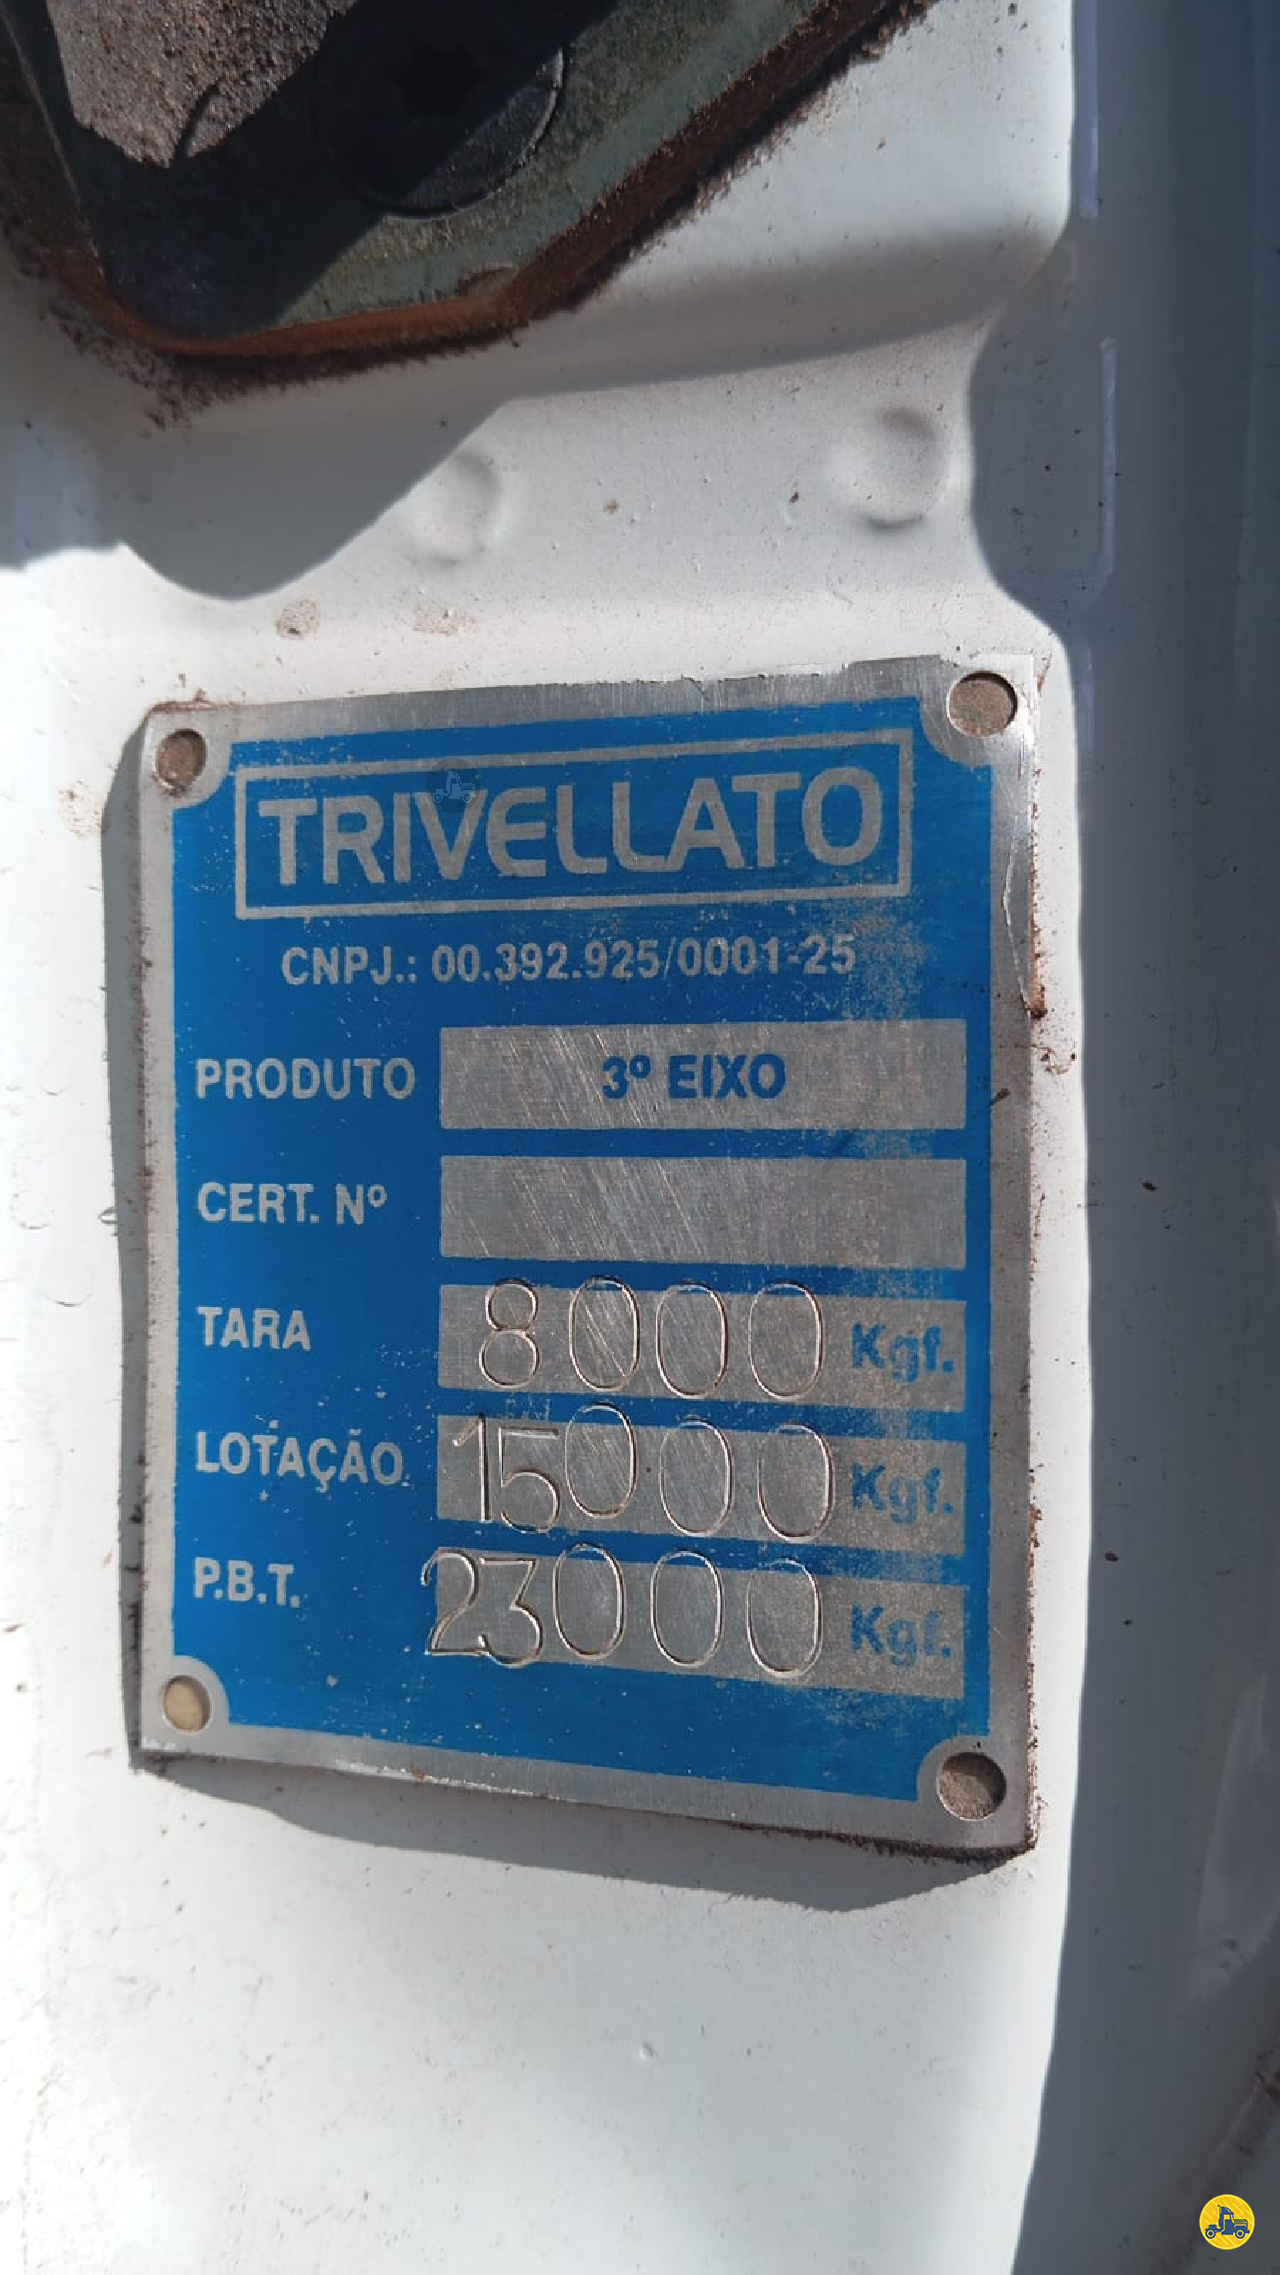 TRIVELLATO
CNPJ.: 00.392.925/0001-25
PRODUTO 3º EIXO
CERT. Nº
TARA 8000 Kgf.
LOTAÇÃO 15000 Kgf.
P.B.T. 23000 Kgf.